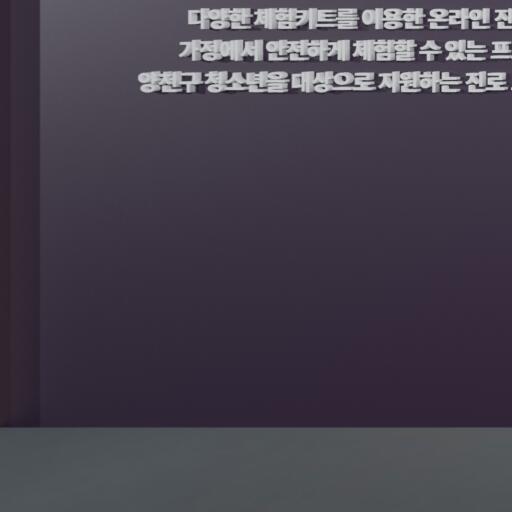 다양한 체험키트를 이용한 온라인 진
가정에서 안전하게 체험할 수 있는 프
양천구 청소년을 대상으로 지원하는 진로